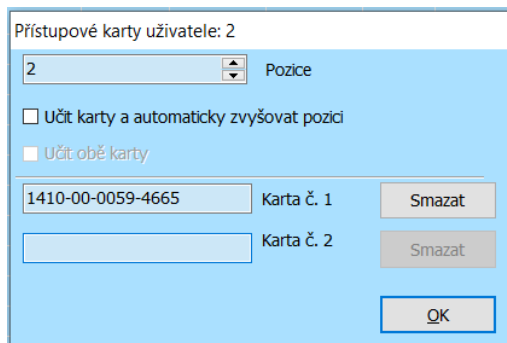 Přístupové karty uživatele: 2
2 Pozice
Učit karty a automaticky zvyšovat pozici
Učit obě karty
1410-00-0059-4665 Karta č. 1 Smazat
Karta č. 2 Smazat
OK